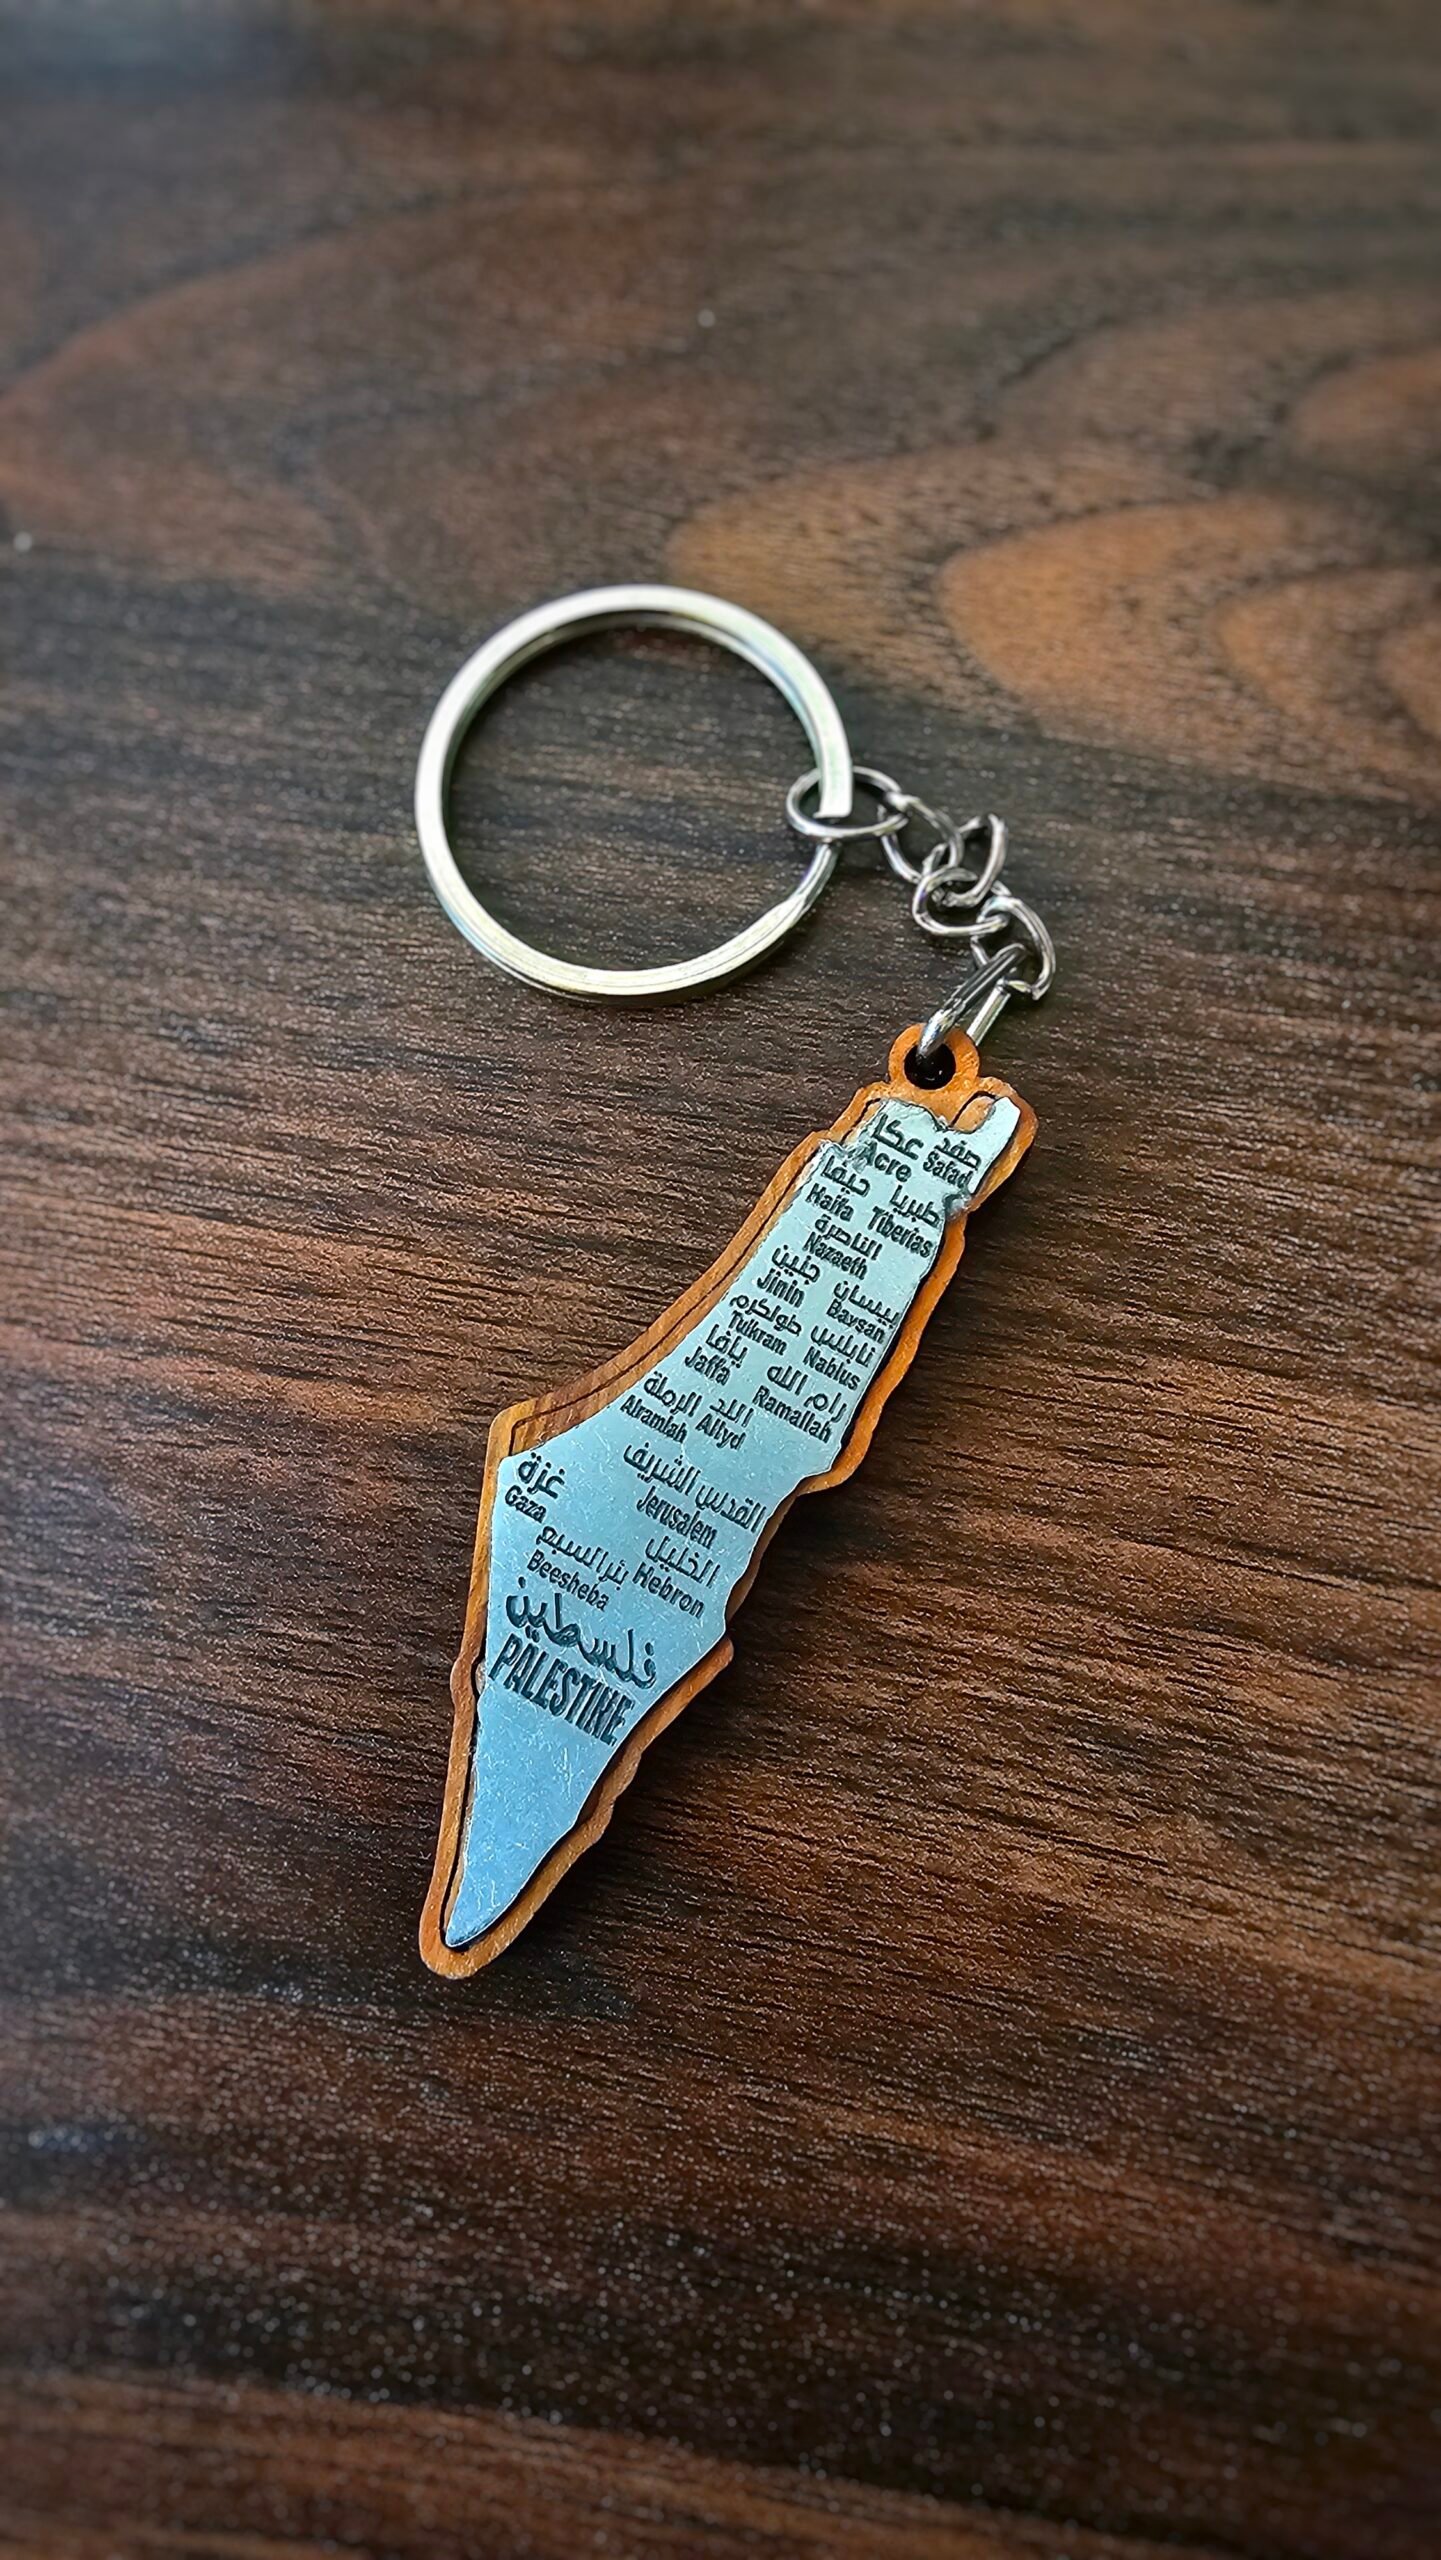 عكا صفد
Acre Safad
حيفا طبريا
Haifa Tiberias
الناصرة
Nazaeth
جنين بيسان
Jinin Baysan
طولكرم نابلس
Tulkram Nablus
يافا رام الله
Jaffa Ramallah
الرملة اللد
Alramlah Allyd
القدس الشريف
Jerusalem
غزة
Gaza
الخليل
Hebron
بئر السبع
Beesheba
فلسطين
PALESTINE